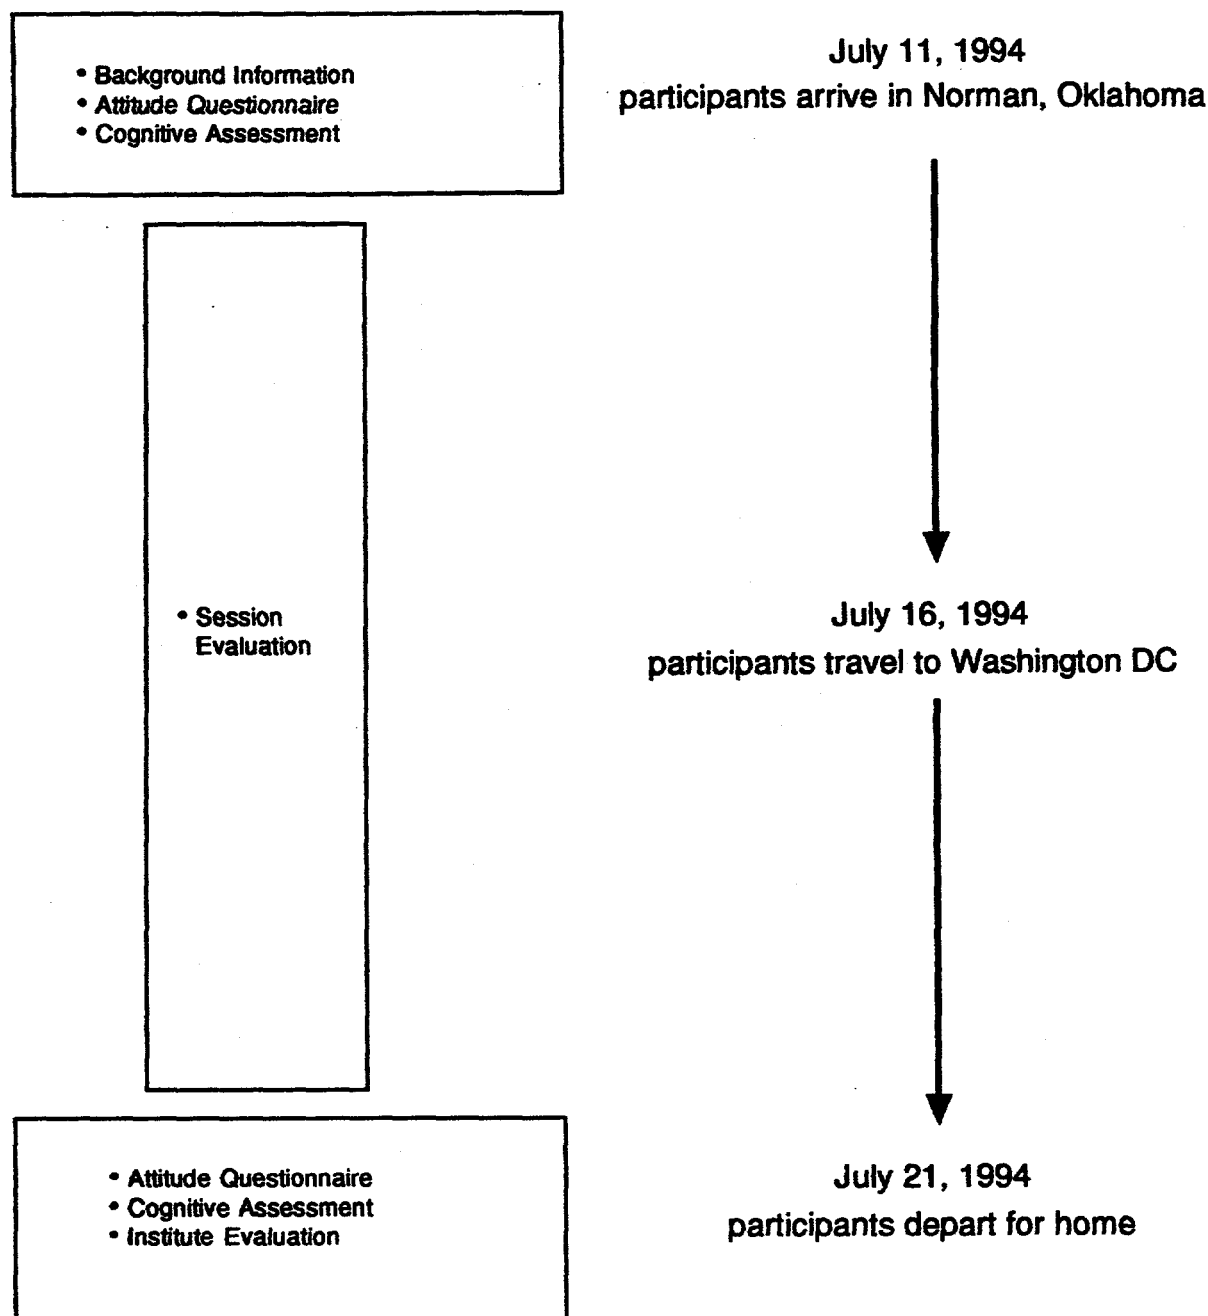 • Background Information
• Attitude Questionnaire
• Cognitive Assessment
July 11, 1994
participants arrive in Norman, Oklahoma
• Session
Evaluation
July 16, 1994
participants travel to Washington DC
• Attitude Questionnaire
• Cognitive Assessment
• Institute Evaluation
July 21, 1994
participants depart for home